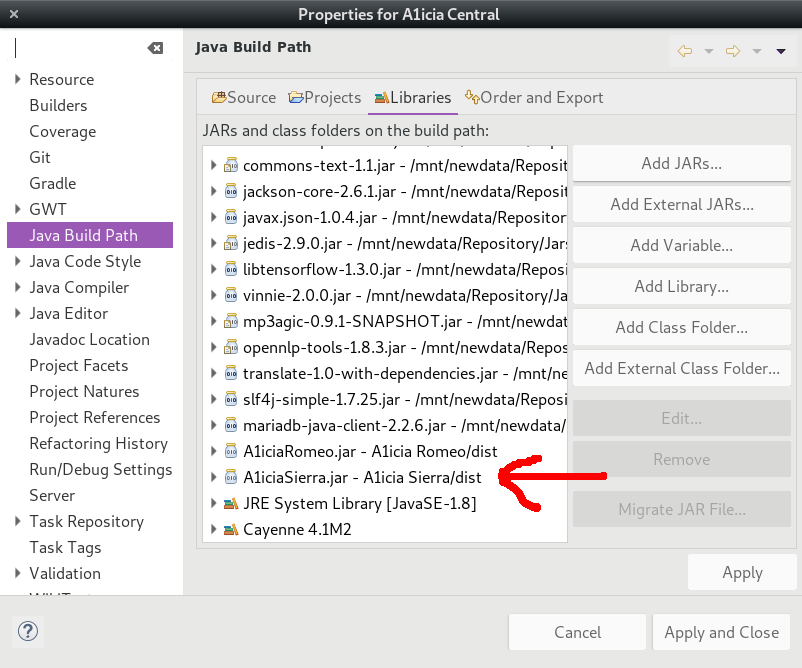 Properties for A1icia Central
Java Build Path
Resource
Builders
Coverage
Git
Gradle
GWT
Java Build Path
Java Code Style
Java Compiler
Java Editor
Javadoc Location
Project Facets
Project Natures
Project References
Refactoring History
Run/Debug Settings
Server
Task Repository
Task Tags
Validation
Source Projects Libraries Order and Export
JARs and class folders on the build path:
commons-text-1.1.jar - /mnt/newdata/Reposit
jackson-core-2.6.1.jar - /mnt/newdata/Reposit
javax.json-1.0.4.jar - /mnt/newdata/Repositor
jedis-2.9.0.jar - /mnt/newdata/Repository/Jars
libtensorflow-1.3.0.jar - /mnt/newdata/Reposi
vinnie-2.0.0.jar - /mnt/newdata/Repository/Ja
mp3agic-0.9.1-SNAPSHOT.jar - /mnt/newdat
opennlp-tools-1.8.3.jar - /mnt/newdata/Repos
translate-1.0-with-dependencies.jar - /mnt/ne
slf4j-simple-1.7.25.jar - /mnt/newdata/Reposi
mariadb-java-client-2.2.6.jar - /mnt/newdata/
A1iciaRomeo.jar - A1icia Romeo/dist
A1iciaSierra.jar - A1icia Sierra/dist
JRE System Library [JavaSE-1.8]
Cayenne 4.1M2
Add JARs...
Add External JARs...
Add Variable...
Add Library...
Add Class Folder...
Add External Class Folder...
Edit...
Remove
Migrate JAR File...
Apply
Cancel
Apply and Close